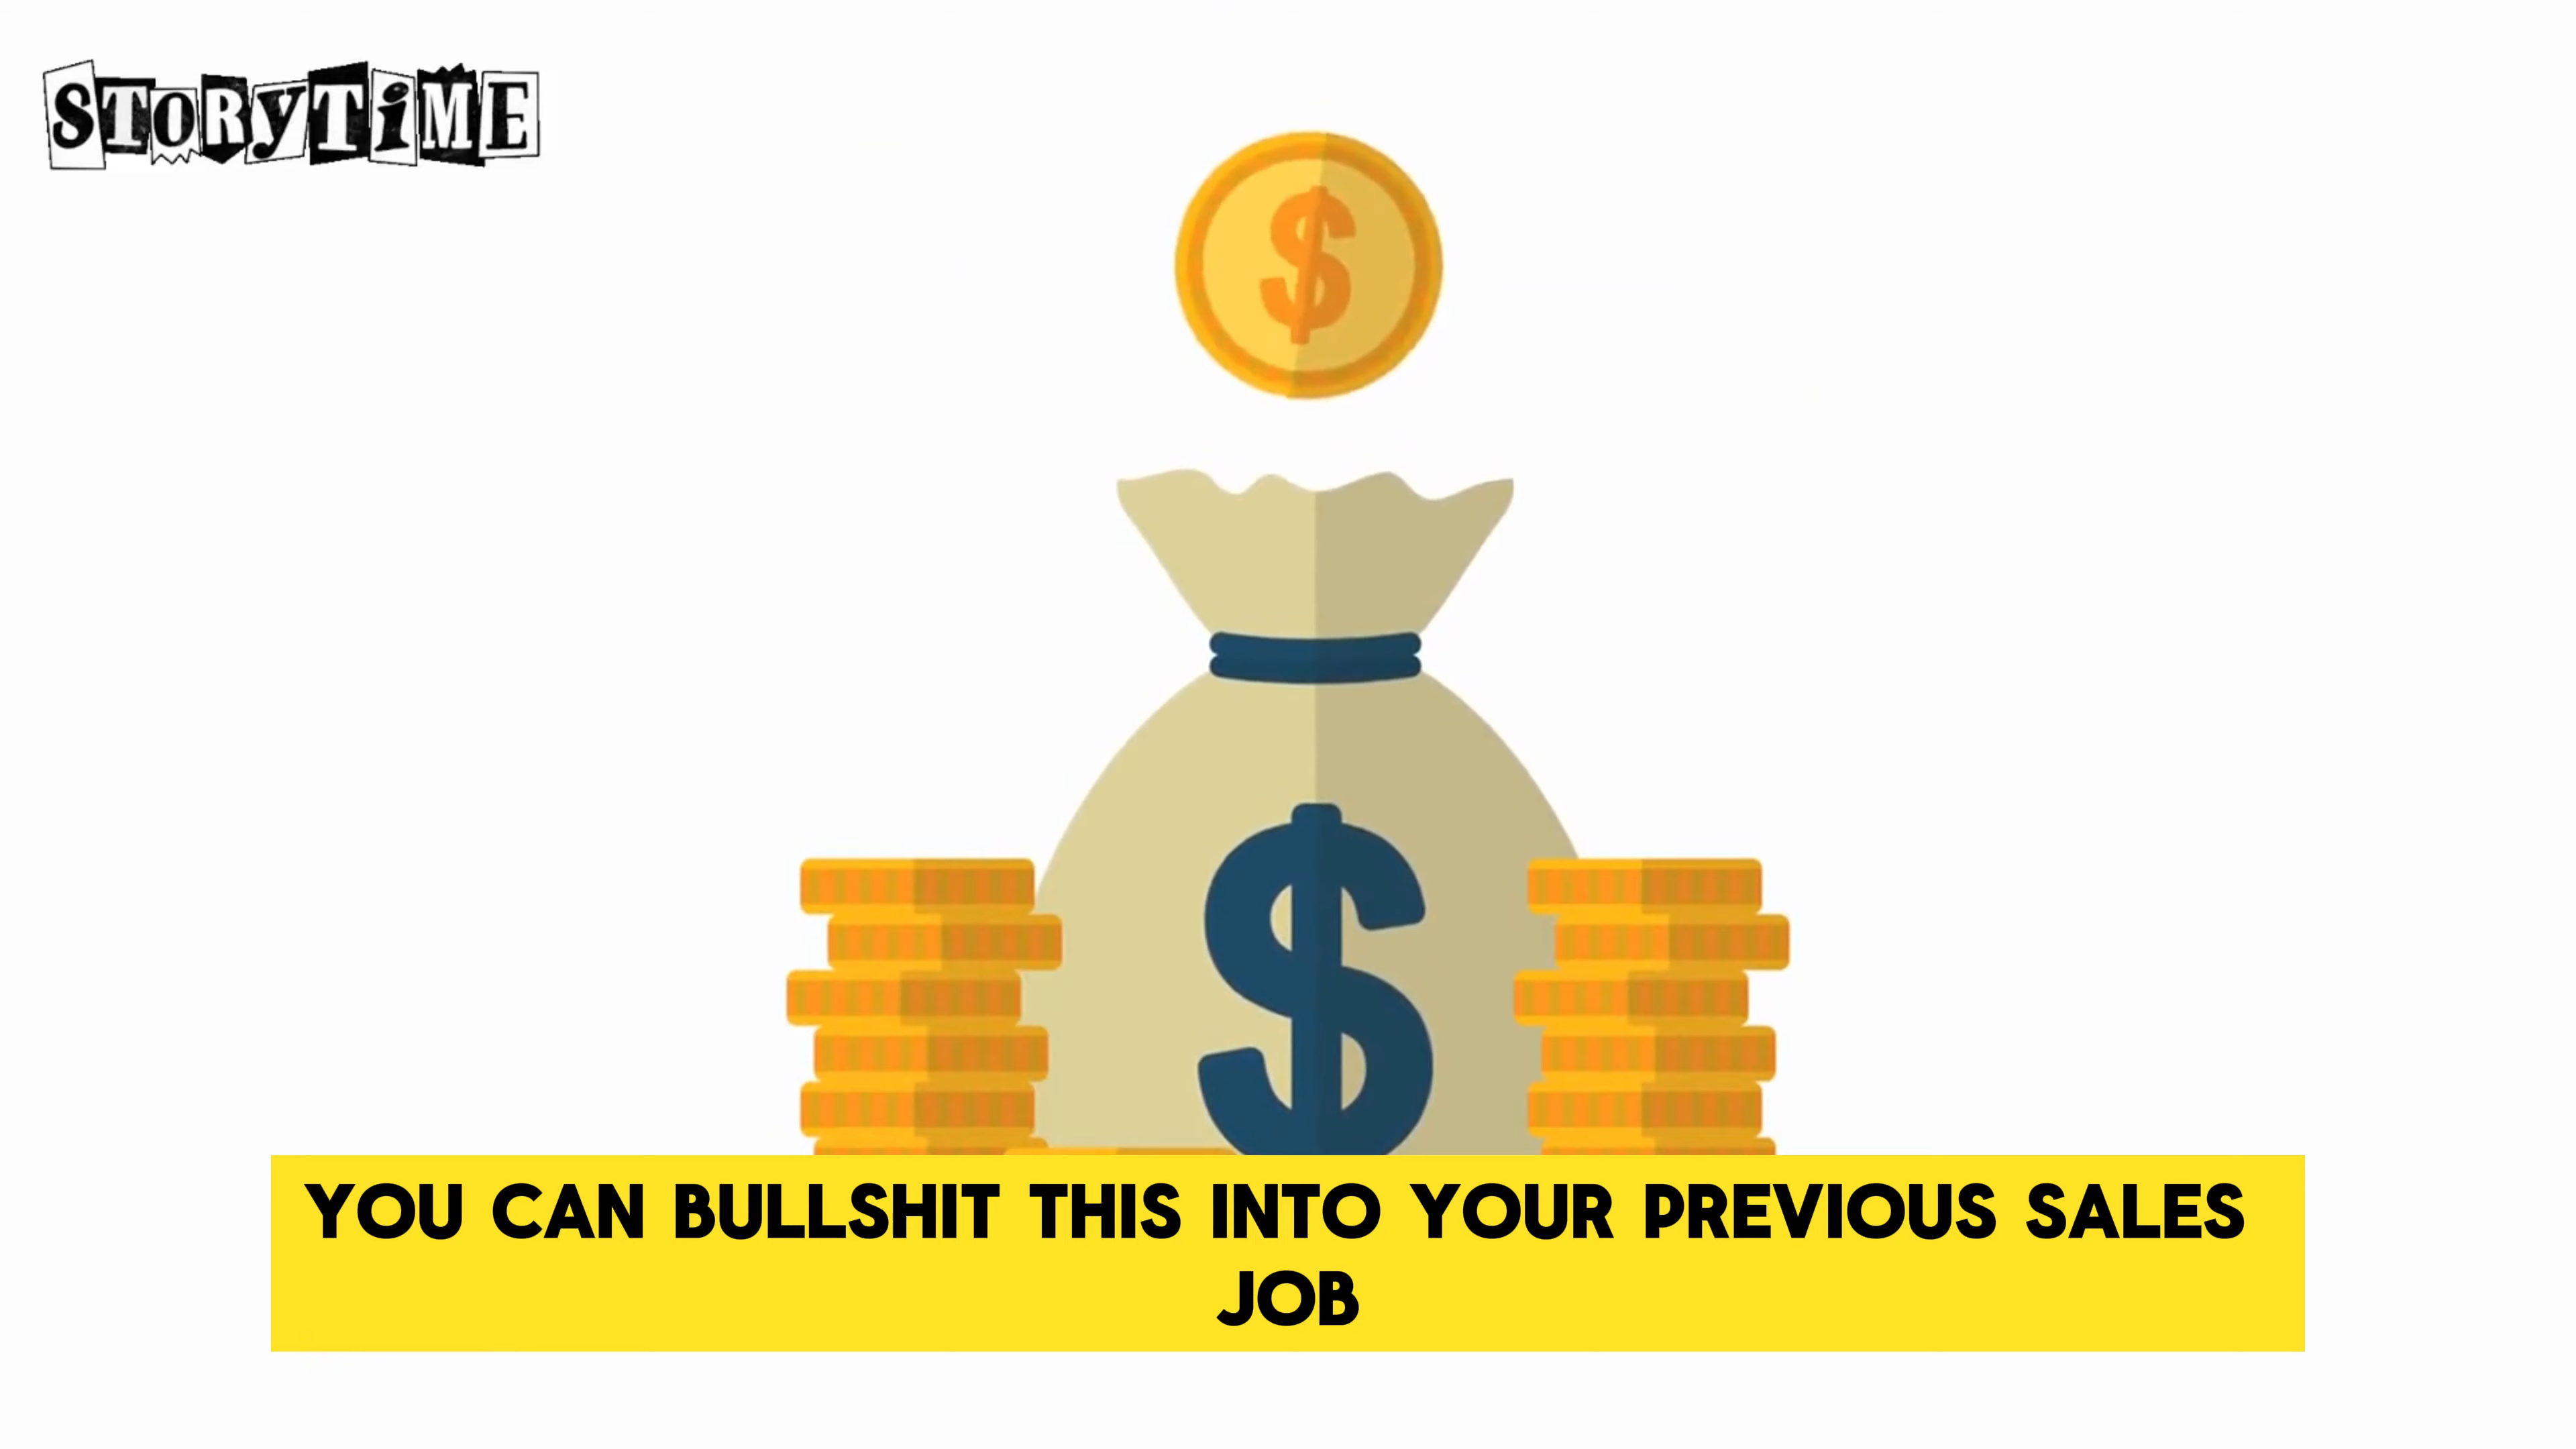 STORYTiME
$
$
YOU CAN BULLSHIT THIS INTO YOUR PREVIOUS SALES
JOB